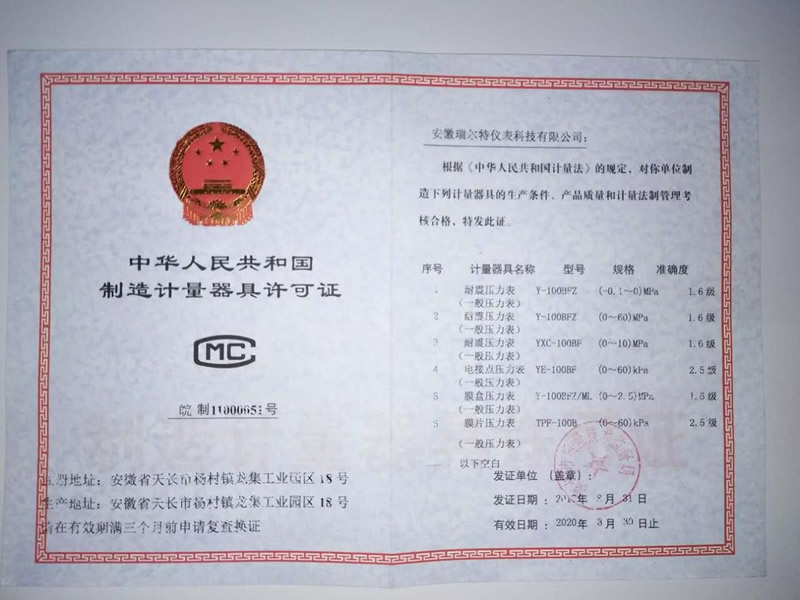 中华人民共和国
制造计量器具许可证
CMC
皖 制11000951号
注册地址：安徽省天长市杨村镇龙集工业园区18号
生产地址：安徽省天长市杨村镇龙集工业园区18号
请在有效期满三个月前申请复查换证
安徽瑞尔特仪表科技有限公司：
根据《中华人民共和国计量法》的规定，对你单位制
造下列计量器具的生产条件、产品质量和计量法制管理考
核合格，特发此证。
序号 计量器具名称 型号 规格 准确度
1 耐震压力表 Y-100BFZ (-0.1~0)MPa 1.6级
（一般压力表）
2 耐震压力表 Y-100BFZ (0~60)MPa 1.6级
（一般压力表）
3 耐震压力表 YXC-100BF (0~10)MPa 1.6级
（一般压力表）
4 电接点压力表 YE-100BF (0~60)kPa 2.5级
（一般压力表）
5 膜盒压力表 Y-100BFZ/ML (0~2.5)MPa 1.6级
（一般压力表）
6 膜片压力表 TPF-100B (0~60)kPa 2.5级
（一般压力表）
以下空白
发证单位（盖章）：
发证日期： 8月31日
有效日期：2020年 8月30日止